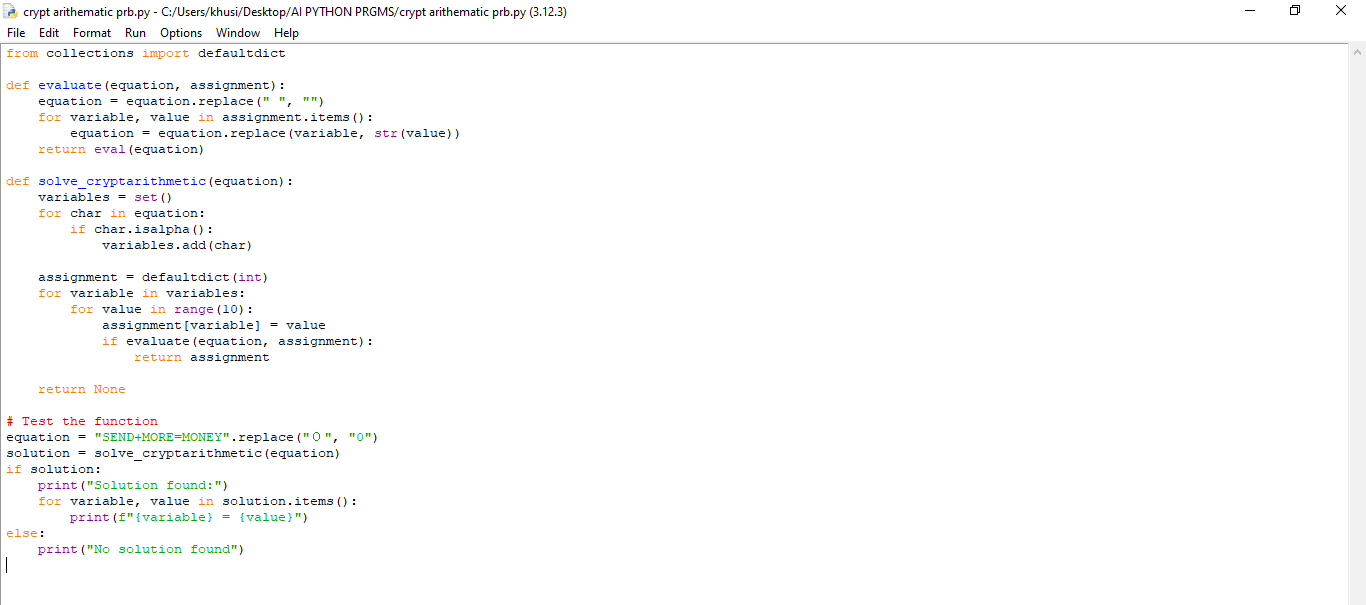 crypt arithematic prb.py - C:/Users/khusi/Desktop/AI PYTHON PRGMS/crypt arithematic prb.py (3.12.3)
File Edit Format Run Options Window Help
from collections import defaultdict

def evaluate(equation, assignment):
    equation = equation.replace(" ", "")
    for variable, value in assignment.items():
        equation = equation.replace(variable, str(value))
    return eval(equation)

def solve_cryptarithmetic(equation):
    variables = set()
    for char in equation:
        if char.isalpha():
            variables.add(char)

    assignment = defaultdict(int)
    for variable in variables:
        for value in range(10):
            assignment[variable] = value
            if evaluate(equation, assignment):
                return assignment

    return None

# Test the function
equation = "SEND+MORE=MONEY".replace("О", "0")
solution = solve_cryptarithmetic(equation)
if solution:
    print("Solution found:")
    for variable, value in solution.items():
        print(f"{variable} = {value}")
else:
    print("No solution found")